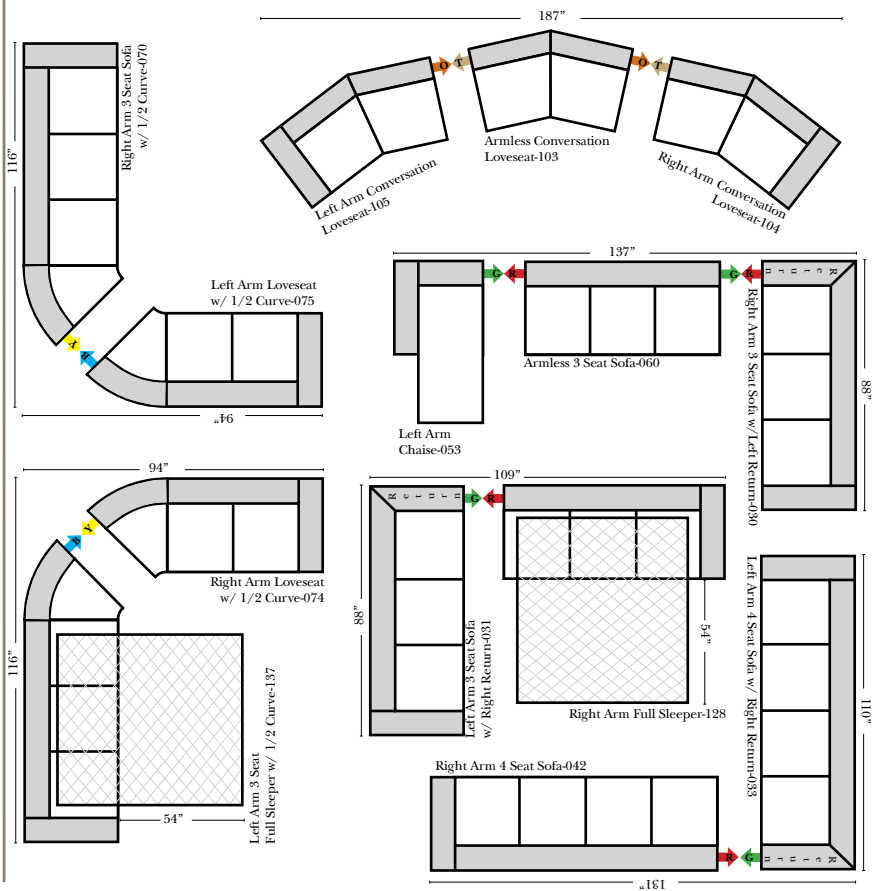 187”
116”
Right Arm 3 Seat Sofa
w/ 1/2 Curve-070
O T
O T
Left Arm Conversation
Loveseat-105
Armless Conversation
Loveseat-103
Right Arm Conversation
Loveseat-104
Left Arm Loveseat
w/ 1/2 Curve-075
Y
B
94”
137”
G R
G R
Return
Armless 3 Seat Sofa-060
Left Arm
Chaise-053
Right Arm 3 Seat Sofa w/Left Return-030
88”
94”
B Y
116”
Right Arm Loveseat
w/ 1/2 Curve-074
54”
Left Arm 3 Seat
Full Sleeper w/ 1/2 Curve-137
109”
Return
G R
88”
Left Arm 3 Seat Sofa
w/ Right Return-031
54”
Right Arm Full Sleeper-128
Left Arm 4 Seat Sofa w/ Right Return-033
110”
Right Arm 4 Seat Sofa-042
R G
Return
131”